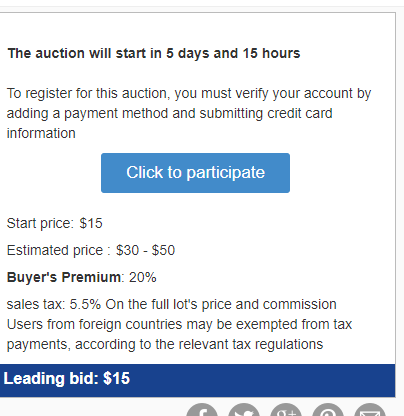 The auction will start in 5 days and 15 hours
To register for this auction, you must verify your account by
adding a payment method and submitting credit card
information
Click to participate
Start price: $15
Estimated price : $30 - $50
Buyer's Premium: 20%
sales tax: 5.5% On the full lot's price and commission
Users from foreign countries may be exempted from tax
payments, according to the relevant tax regulations
Leading bid: $15